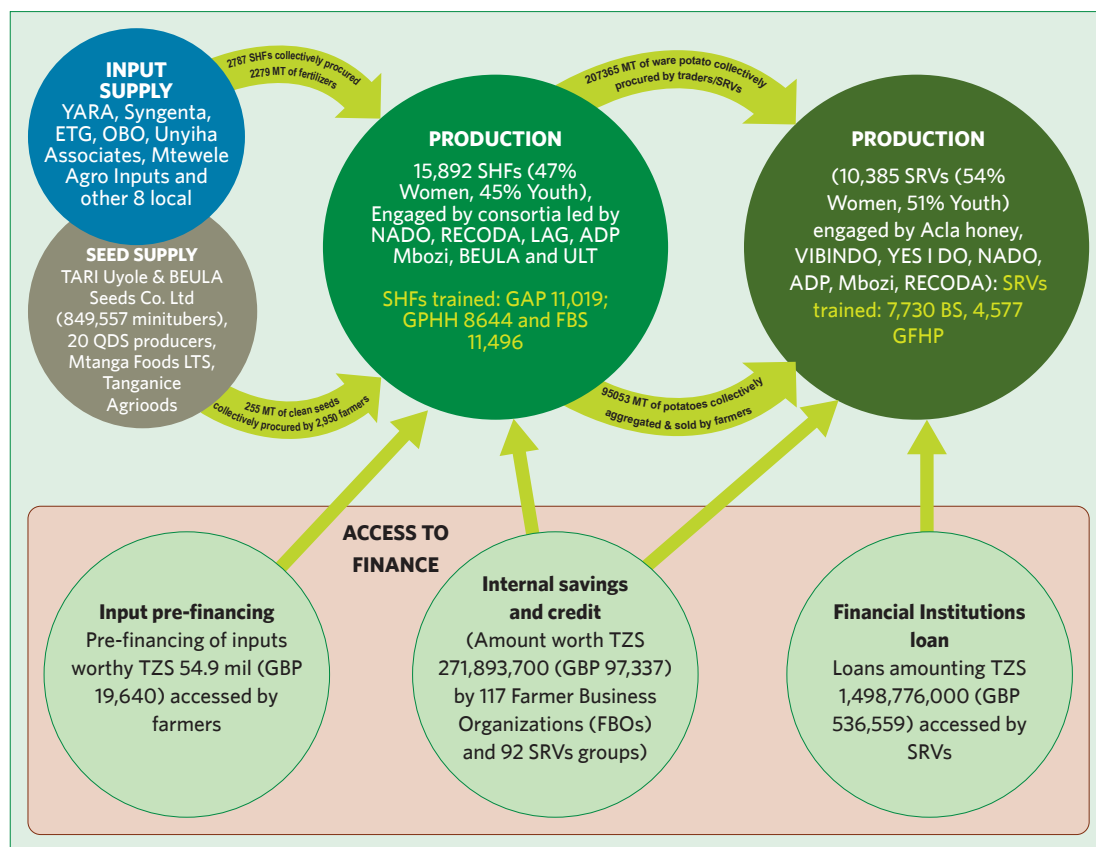 INPUT
SUPPLY
YARA, Syngenta,
ETG, OBO, Unyiha
Associates, Mtewele
Agro Inputs and
other 8 local
SEED SUPPLY
TARI Uyole & BEULA
Seeds Co. Ltd
(849,557 minitubers),
20 QDS producers,
Mtanga Foods LTS,
Tanganice
Agrioods
2787 SHFs collectively procured
2279 MT of fertilizers
255 MT of clean seeds
collectively procured by 2,950 farmers
PRODUCTION
15,892 SHFs (47%
Women, 45% Youth),
Engaged by consortia led by
NADO, RECODA, LAG, ADP
Mbozi, BEULA and ULT
SHFs trained: GAP 11,019;
GPHH 8644 and FBS
11,496
207365 MT of ware potato collectively
procured by traders/SRVs
95053 MT of potatoes collectively
aggregated & sold by farmers
PRODUCTION
(10,385 SRVs (54%
Women, 51% Youth)
engaged by Acla honey,
VIBINDO, YES I DO, NADO,
ADP, Mbozi, RECODA): SRVs
trained: 7,730 BS, 4,577
GFHP
ACCESS TO
FINANCE
Input pre-financing
Pre-financing of inputs
worthy TZS 54.9 mil (GBP
19,640) accessed by
farmers
Internal savings
and credit
(Amount worth TZS
271,893,700 (GBP 97,337)
by 117 Farmer Business
Organizations (FBOs)
and 92 SRVs groups)
Financial Institutions
loan
Loans amounting TZS
1,498,776,000 (GBP
536,559) accessed by
SRVs